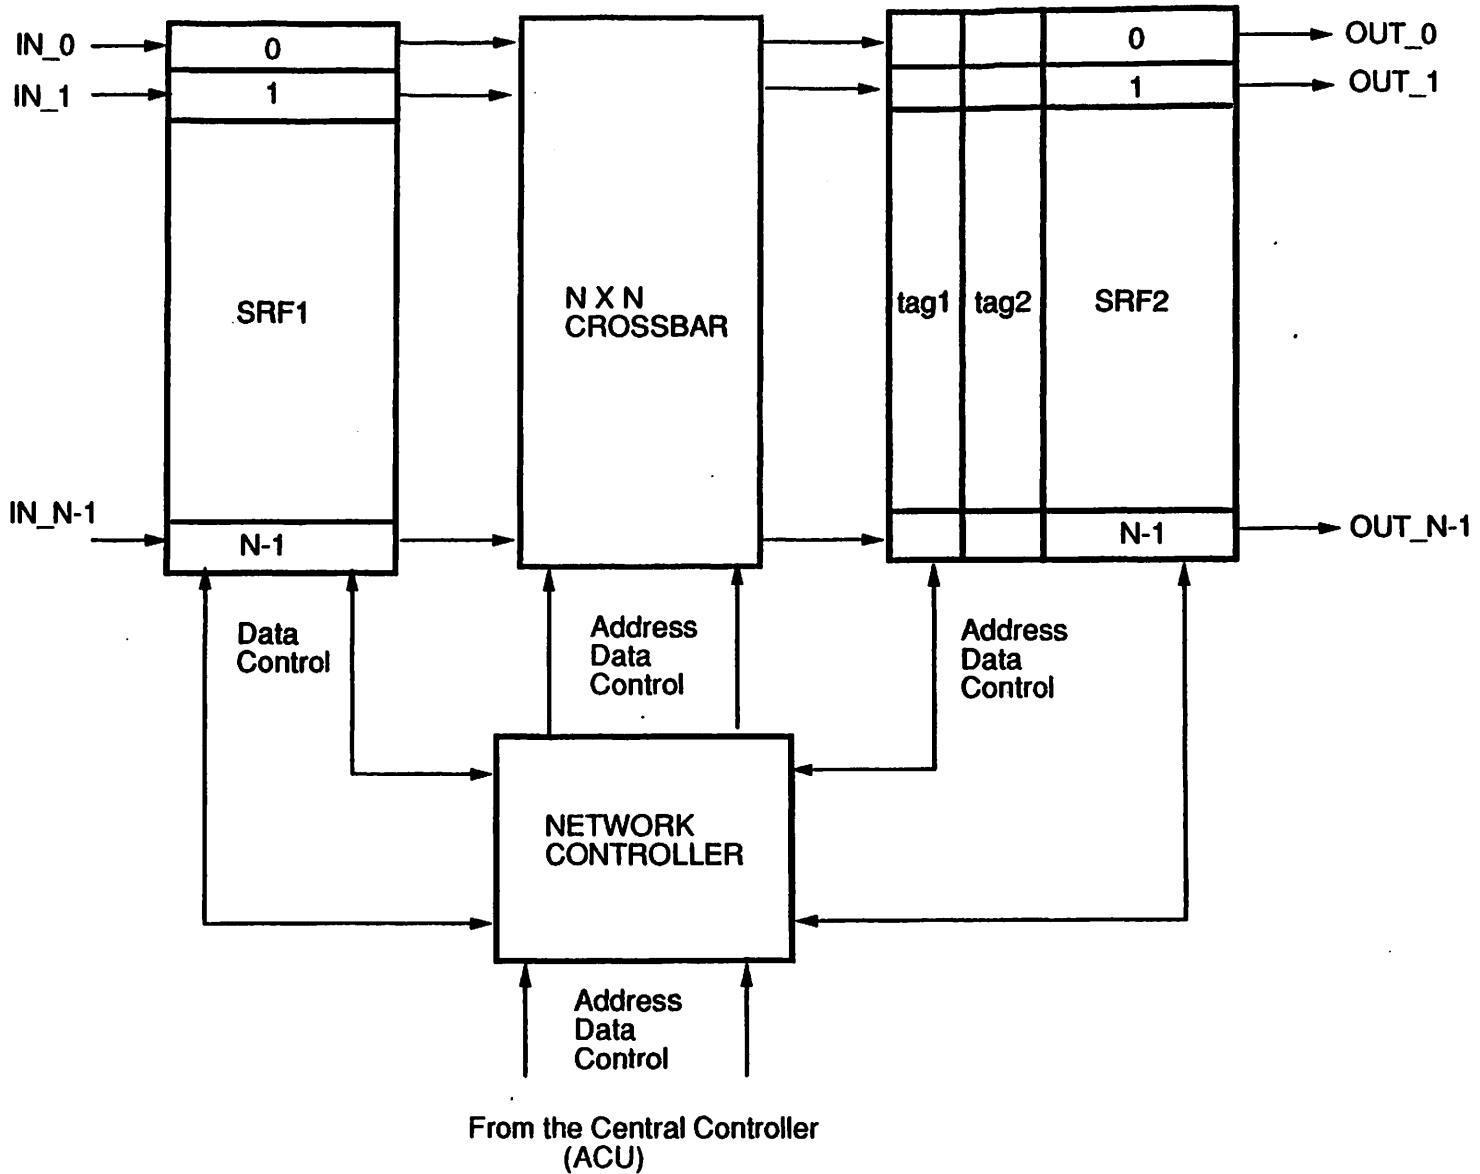 IN_0
0
0
OUT_0
IN_1
1
1
OUT_1
SRF1
N X N
CROSSBAR
tag1
tag2
SRF2
IN_N-1
N-1
N-1
OUT_N-1
Data
Control
Address
Data
Control
Address
Data
Control
NETWORK
CONTROLLER
Address
Data
Control
From the Central Controller
(ACU)